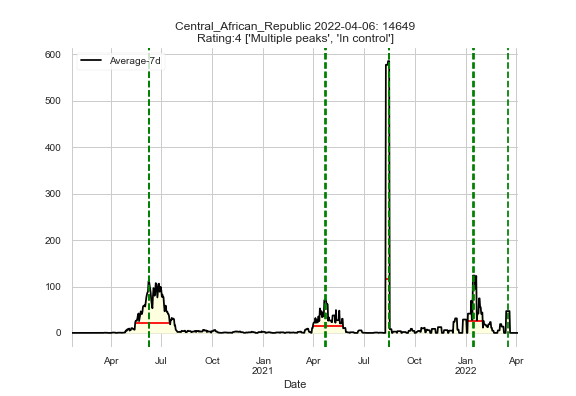 Central_African_Republic 2022-04-06: 14649
Rating:4 ['Multiple peaks', 'In control']
Average-7d
600
500
400
300
200
100
0
Apr Jul Oct Jan Apr Jul Oct Jan Apr
2021 2022
Date